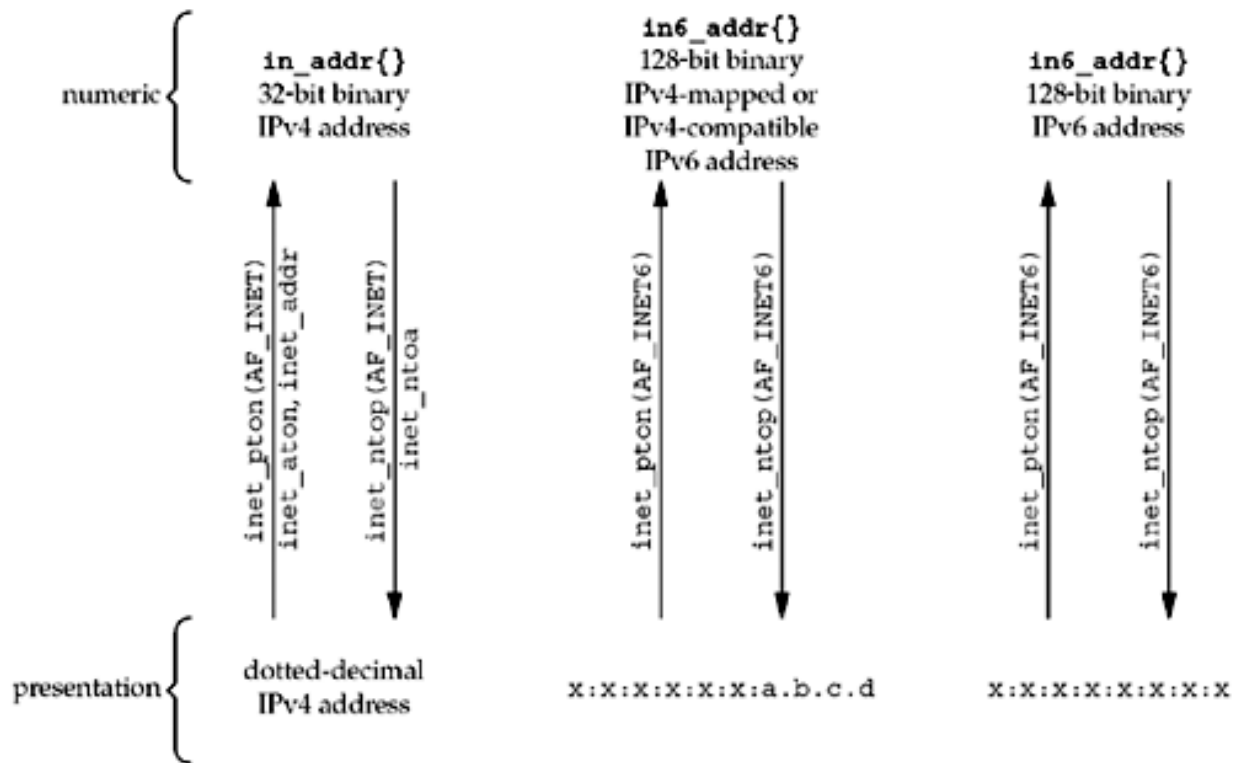 numeric
in_addr{}
32-bit binary
IPv4 address
in6_addr{}
128-bit binary
IPv4-mapped or
IPv4-compatible
IPv6 address
in6_addr{}
128-bit binary
IPv6 address
inet_pton(AF_INET)
inet_aton,inet_addr
inet_ntop(AF_INET)
inet_ntoa
inet_pton(AF_INET6)
inet_ntop(AF_INET6)
inet_pton(AF_INET6)
inet_ntop(AF_INET6)
presentation
dotted-decimal
IPv4 address
x:x:x:x:x:x:a.b.c.d
x:x:x:x:x:x:x:x